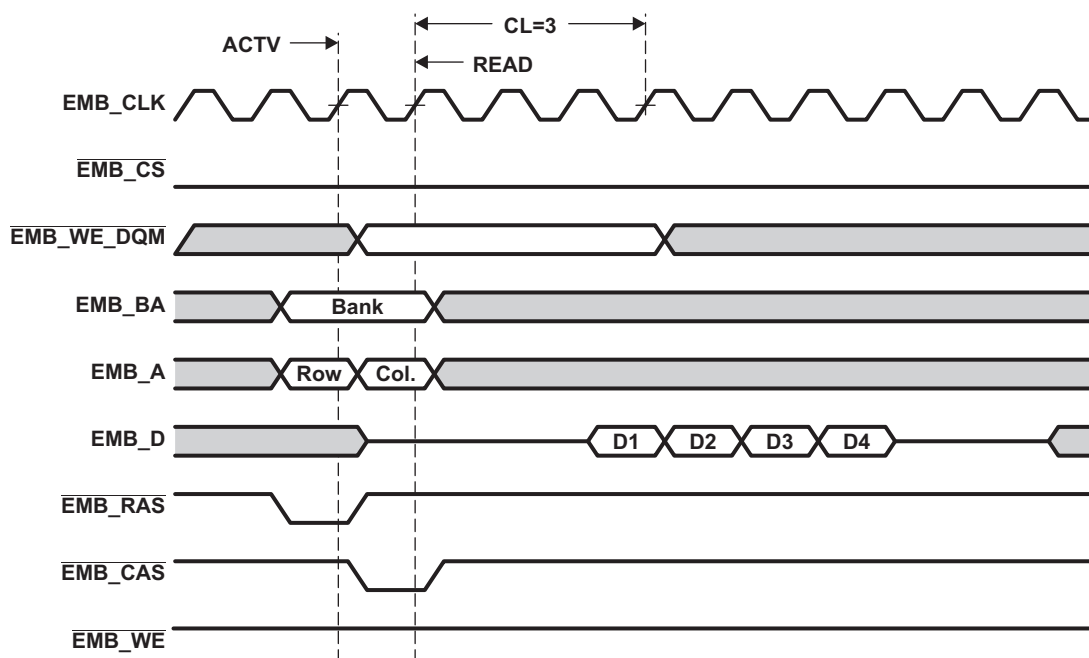 CL=3
ACTV
READ
EMB_CLK
EMB_CS
EMB_WE_DQM
EMB_BA
Bank
EMB_A
Row
Col.
EMB_D
D1
D2
D3
D4
EMB_RAS
EMB_CAS
EMB_WE